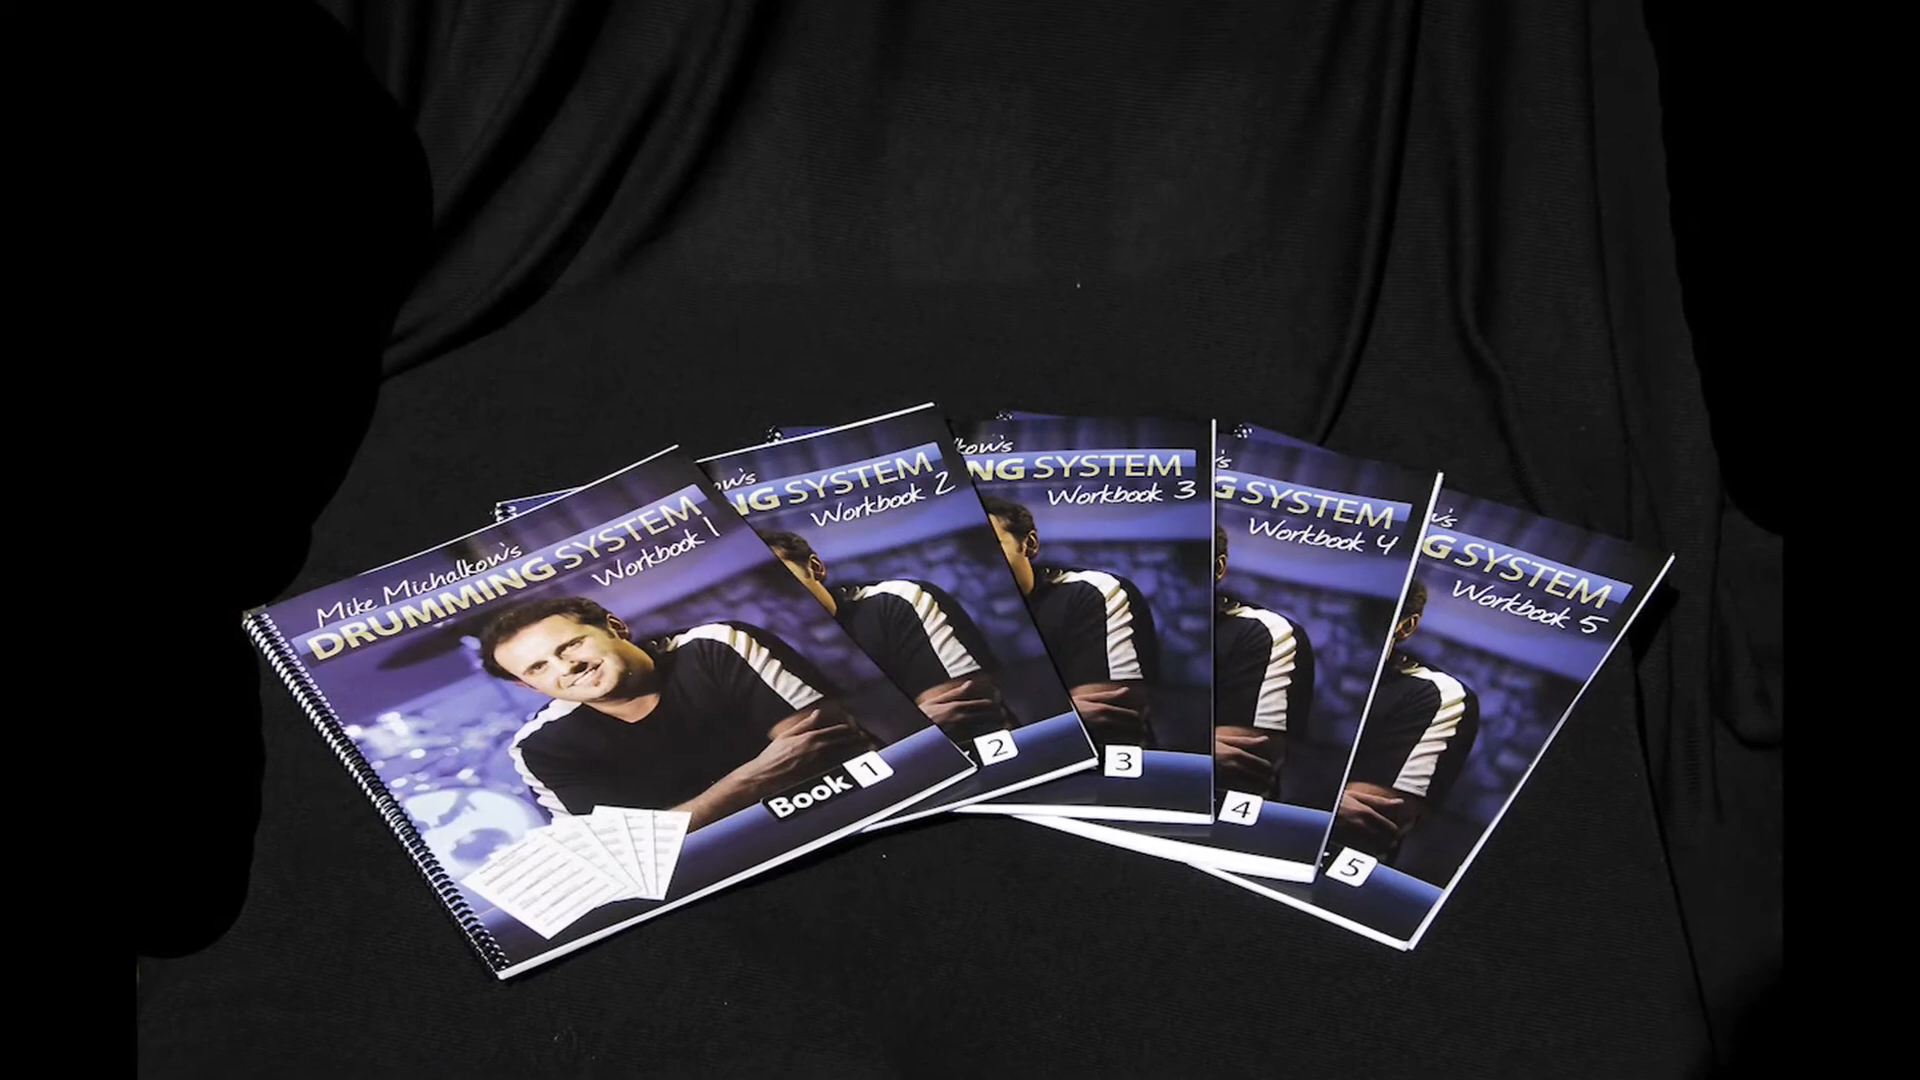 Mike Michalkow's
DRUMMING SYSTEM
Workbook 1
Book 1
ow's
NG SYSTEM
Workbook 2
2
kow's
NG SYSTEM
Workbook 3
3
's
G SYSTEM
Workbook 4
4
w's
G SYSTEM
Workbook 5
5